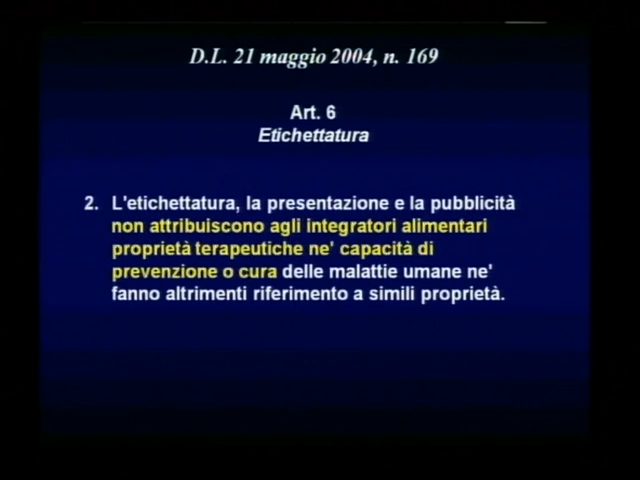 D.L. 21 maggio 2004, n. 169
Art. 6
Etichettatura
2. L'etichettatura, la presentazione e la pubblicità
non attribuiscono agli integratori alimentari
proprietà terapeutiche ne' capacità di
prevenzione o cura delle malattie umane ne'
fanno altrimenti riferimento a simili proprietà.